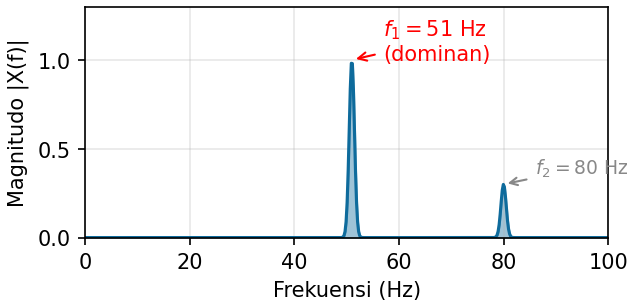 f₁ = 51 Hz
(dominan)
f₂ = 80 Hz
Magnitudo |X(f)|
1.0
0.5
0.0
0 20 40 60 80 100
Frekuensi (Hz)